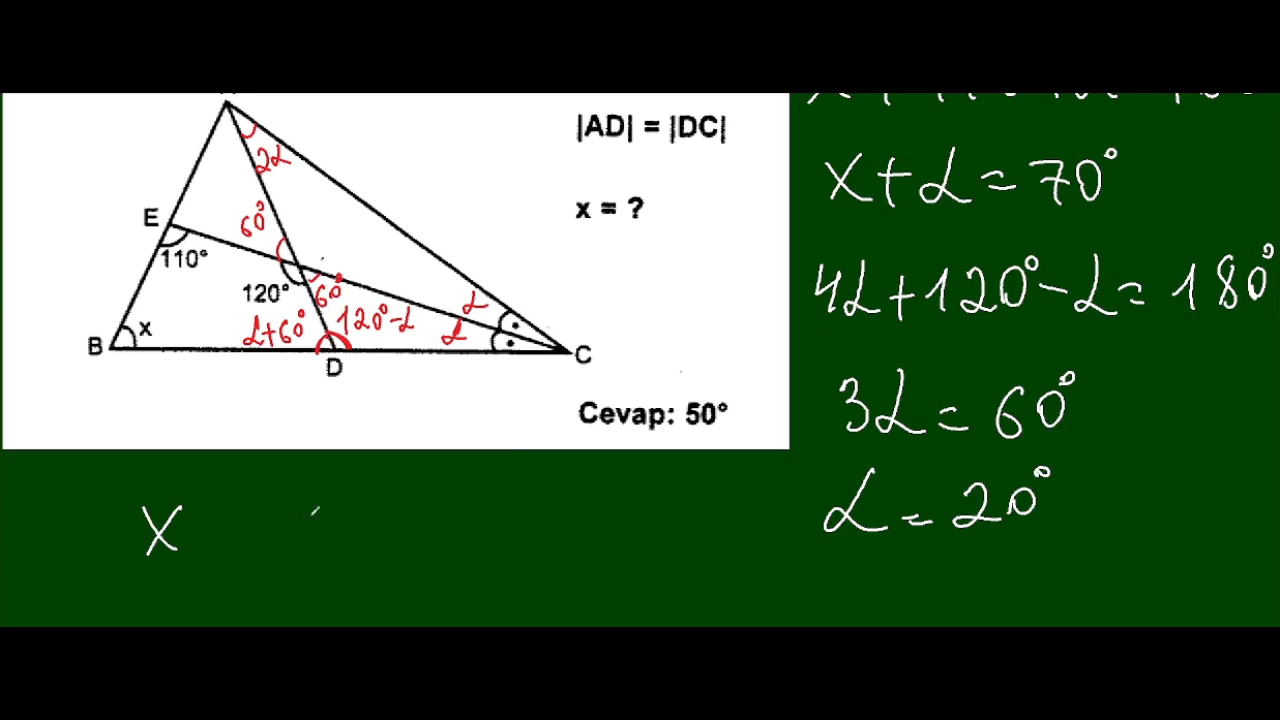 |AD| = |DC|
x = ?
E
110°
120°
B
x
D
C
Cevap: 50°
2α
60°
60°
α+60°
120°-α
α
α
x+α=70°
4α+120°-α=180°
3α=60°
α=20°
x